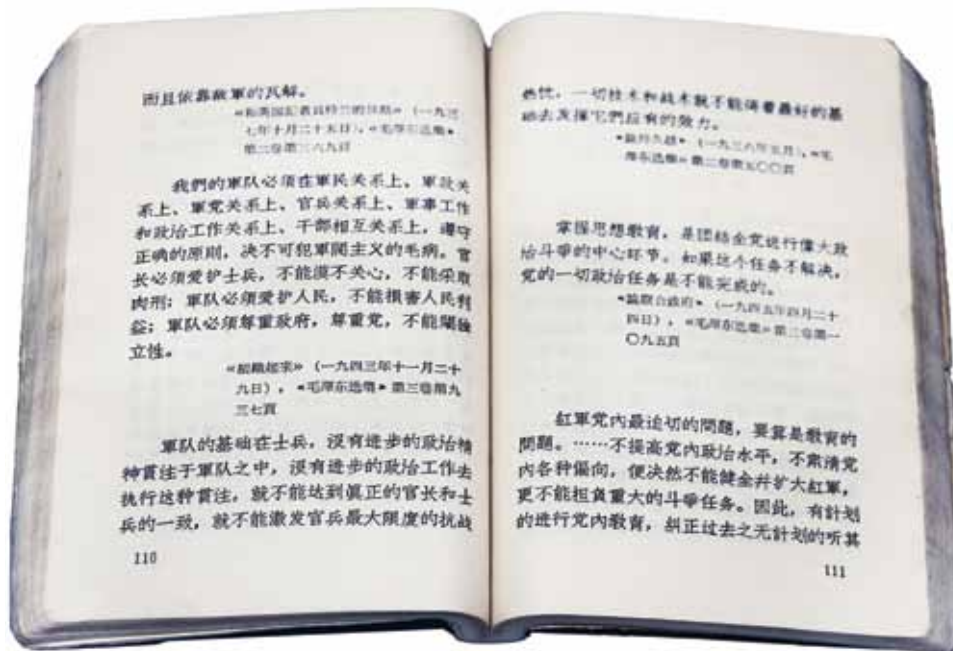 而且依靠敌軍的瓦解。
《和英国記者貝特兰的談話》（一九三
七年十月二十五日），《毛澤东选集》
第二卷第三六九頁
我們的軍队必須在軍民关系上、軍政关
系上、軍党关系上、官兵关系上、軍事工作
和政治工作关系上、干部相互关系上，遵守
正确的原則，决不可犯軍閥主义的毛病。官
长必須爱护士兵，不能漠不关心，不能采取
肉刑；軍队必須爱护人民，不能損害人民利
益；軍队必須尊重政府，尊重党，不能鬧独
立性。
《組織起来》（一九四三年十一月二十
九日），《毛澤东选集》第三卷第九
三七頁
軍队的基础在士兵，沒有进步的政治精
神貫注于軍队之中，沒有进步的政治工作去
执行这种貫注，就不能达到眞正的官长和士
兵的一致，就不能激发官兵最大限度的抗战
110
热忱，一切技术和战术就不能得着最好的基
础去发揮它們应有的效力。
《論持久战》（一九三八年五月），《毛
澤东选集》第二卷第五〇〇頁
掌握思想教育，是团結全党进行偉大政
治斗爭的中心环节。如果这个任务不解决，
党的一切政治任务是不能完成的。
《論联合政府》（一九四五年四月二十
四日），《毛澤东选集》第三卷第一
〇九五頁
紅軍党內最迫切的問題，要算是教育的
問題。……不提高党內政治水平，不肃清党
內各种偏向，便决然不能健全并扩大紅軍，
更不能担負重大的斗爭任务。因此，有計划
的进行党內教育，糾正过去之无計划的听其
111